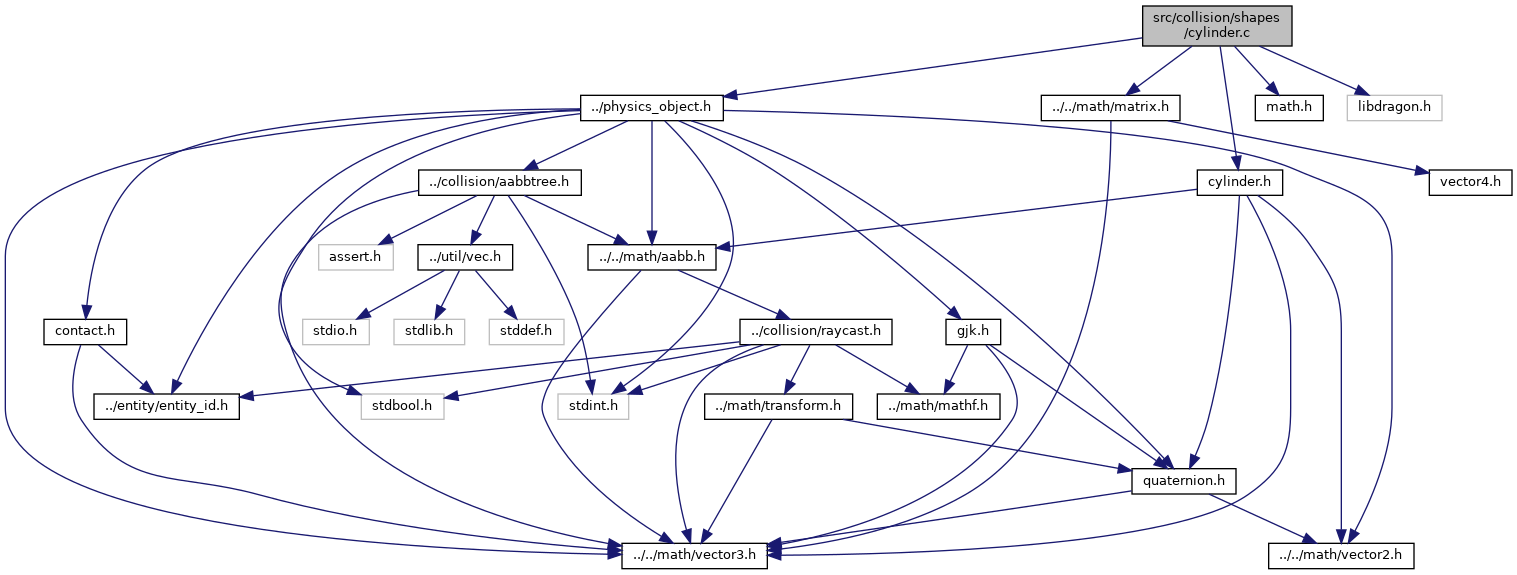 src/collision/shapes
/cylinder.c
../physics_object.h
../../math/matrix.h
math.h
libdragon.h
../collision/aabbtree.h
cylinder.h
vector4.h
assert.h
../util/vec.h
../../math/aabb.h
contact.h
stdio.h
stdlib.h
stddef.h
../collision/raycast.h
gjk.h
../entity/entity_id.h
stdbool.h
stdint.h
../math/transform.h
../math/mathf.h
quaternion.h
../../math/vector3.h
../../math/vector2.h